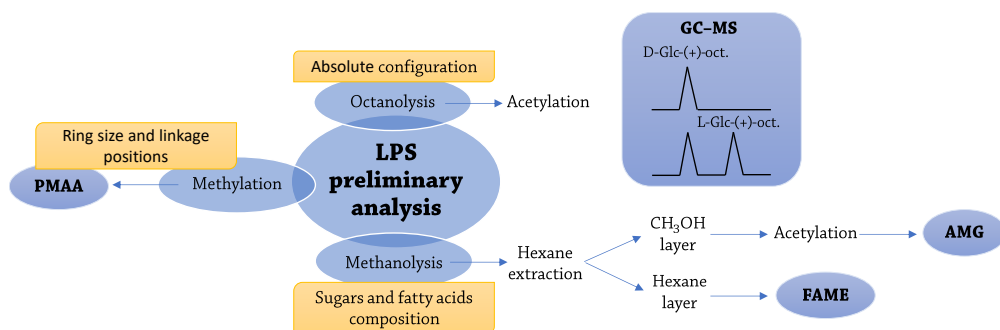 GC–MS
D-Glc-(+)-oct.
L-Glc-(+)-oct.
Absolute configuration
Octanolysis
Acetylation
Ring size and linkage
positions
PMAA
Methylation
LPS
preliminary
analysis
Methanolysis
Sugars and fatty acids
composition
Hexane
extraction
CH₃OH
layer
Acetylation
AMG
Hexane
layer
FAME